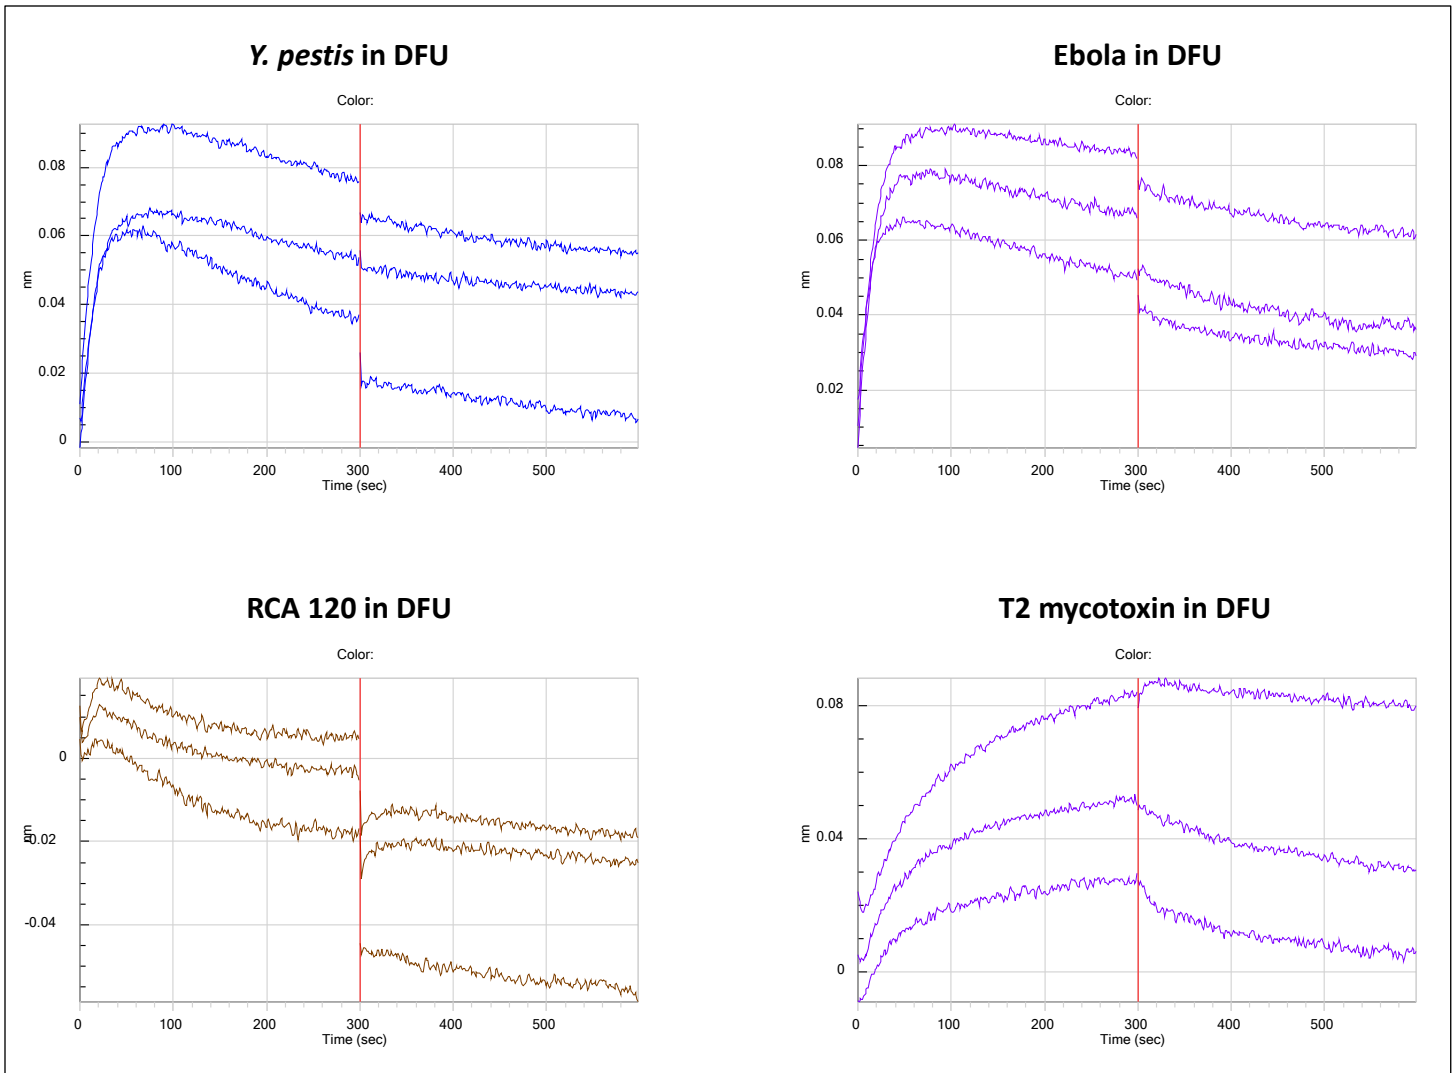 Y. pestis in DFU
Color:
0.08
0.06
nm
0.04
0.02
0
0 100 200 300 400 500
Time (sec)
Ebola in DFU
Color:
0.08
0.06
nm
0.04
0.02
0 100 200 300 400 500
Time (sec)
RCA 120 in DFU
Color:
0
nm
-0.02
-0.04
0 100 200 300 400 500
Time (sec)
T2 mycotoxin in DFU
Color:
0.08
nm
0.04
0
0 100 200 300 400 500
Time (sec)